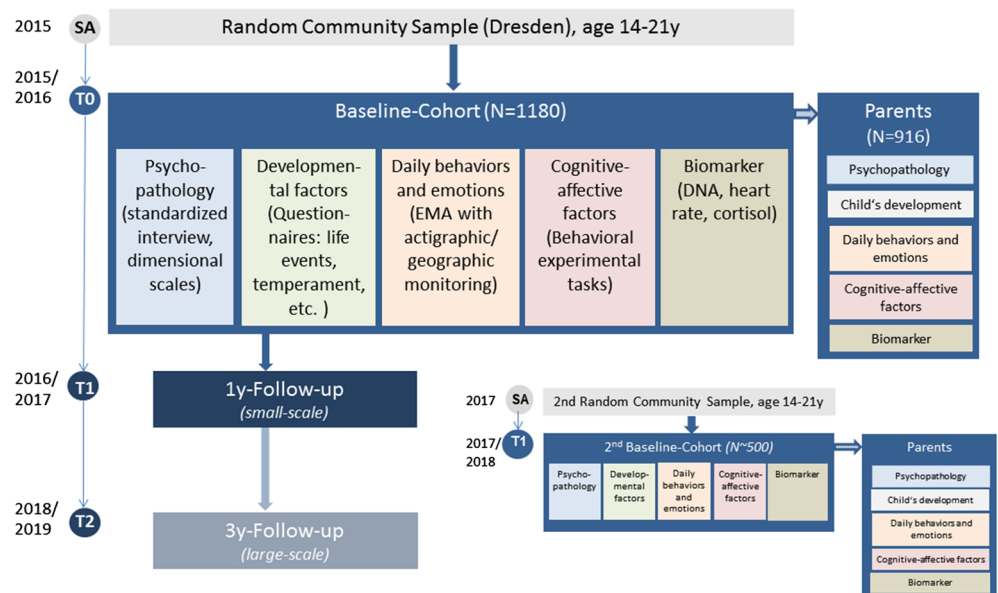 2015
SA
Random Community Sample (Dresden), age 14-21y
2015/
2016
T0
Baseline-Cohort (N=1180)
Psycho-
pathology
(standardized
interview,
dimensional
scales)
Developmen-
tal factors
(Question-
naires: life
events,
temperament,
etc. )
Daily behaviors
and emotions
(EMA with
actigraphic/
geographic
monitoring)
Cognitive-
affective
factors
(Behavioral
experimental
tasks)
Biomarker
(DNA, heart
rate, cortisol)
Parents
(N=916)
Psychopathology
Child‘s development
Daily behaviors and
emotions
Cognitive-affective
factors
Biomarker
2016/
2017
T1
1y-Follow-up
(small-scale)
2018/
2019
T2
3y-Follow-up
(large-scale)
2017
SA
2nd Random Community Sample, age 14-21y
2017/
2018
T1
2nd Baseline-Cohort (N~500)
Psycho-
pathology
Develop-
mental
factors
Daily
behaviors
and
emotions
Cognitive-
affective
factors
Biomarker
Parents
Psychopathology
Child‘s development
Daily behaviors and
emotions
Cognitive-affective factors
Biomarker